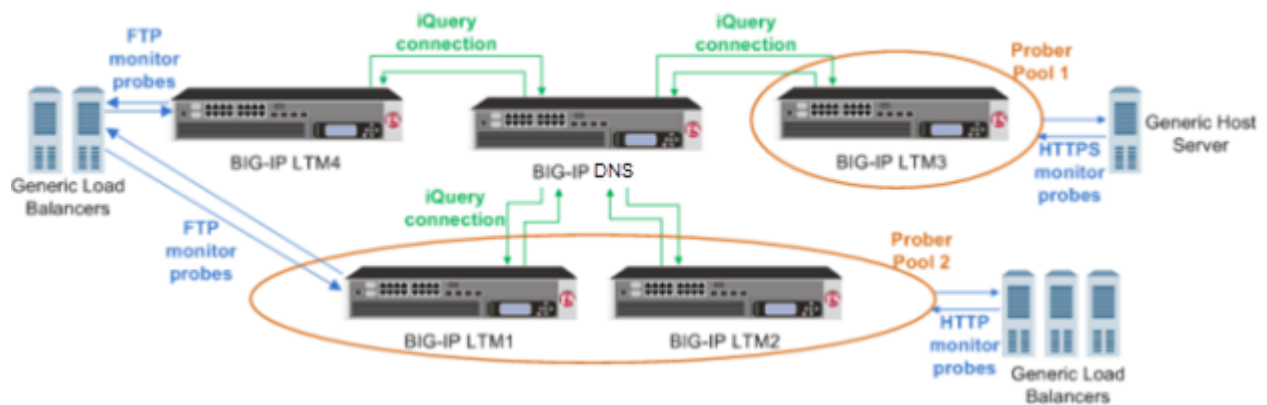 FTP
monitor
probes
iQuery
connection
iQuery
connection
Prober
Pool 1
BIG-IP LTM4
BIG-IP DNS
BIG-IP LTM3
Generic Host
Server
HTTPS
monitor
probes
Generic Load
Balancers
iQuery
connection
FTP
monitor
probes
Prober
Pool 2
BIG-IP LTM1
BIG-IP LTM2
HTTP
monitor
probes
Generic Load
Balancers